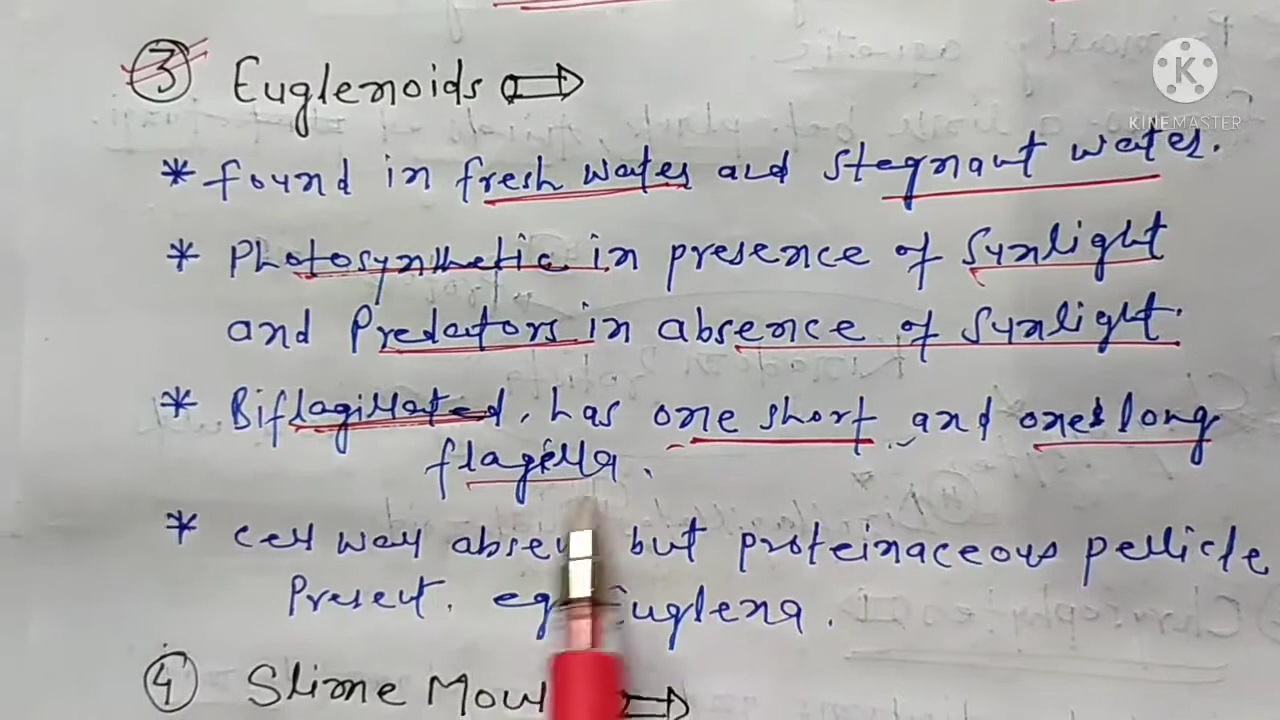 ③ Euglenoids
K
KINEMASTER
* found in fresh water and stagnant water.
* Photosynthetic in presence of Sunlight
and Predators in absence of Sunlight.
* Biflagillated, has one short and one long
flagella.
* cell wall absent but proteinaceous pellicle
Present. eg Euglena.
④ Slime Moul